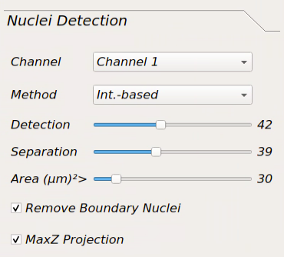 Nuclei Detection
Channel Channel 1
Method Int.-based
Detection 42
Separation 39
Area (μm)²> 30
Remove Boundary Nuclei
MaxZ Projection